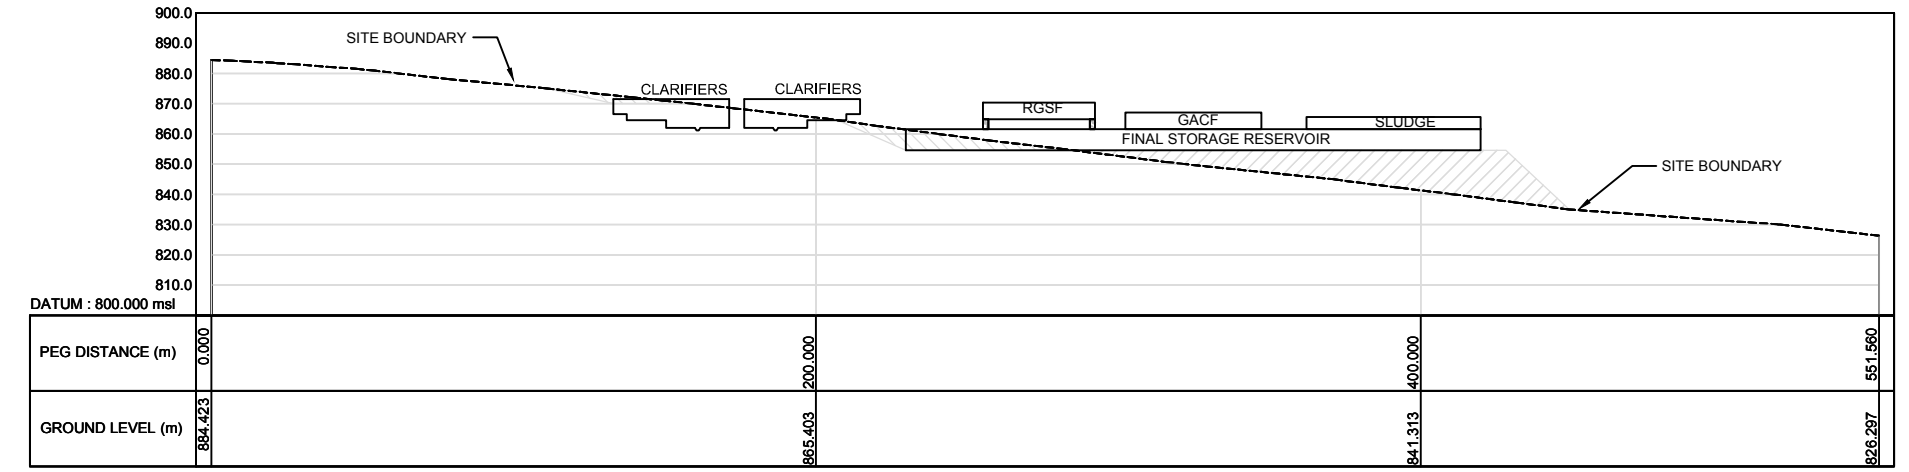 900.0
890.0
SITE BOUNDARY
880.0
CLARIFIERS
CLARIFIERS
870.0
RGSF
GACF
SLUDGE
860.0
FINAL STORAGE RESERVOIR
850.0
SITE BOUNDARY
840.0
830.0
820.0
810.0
DATUM : 800.000 msl
PEG DISTANCE (m)
0.000
200.000
400.000
551.560
GROUND LEVEL (m)
884.423
865.403
841.313
826.297